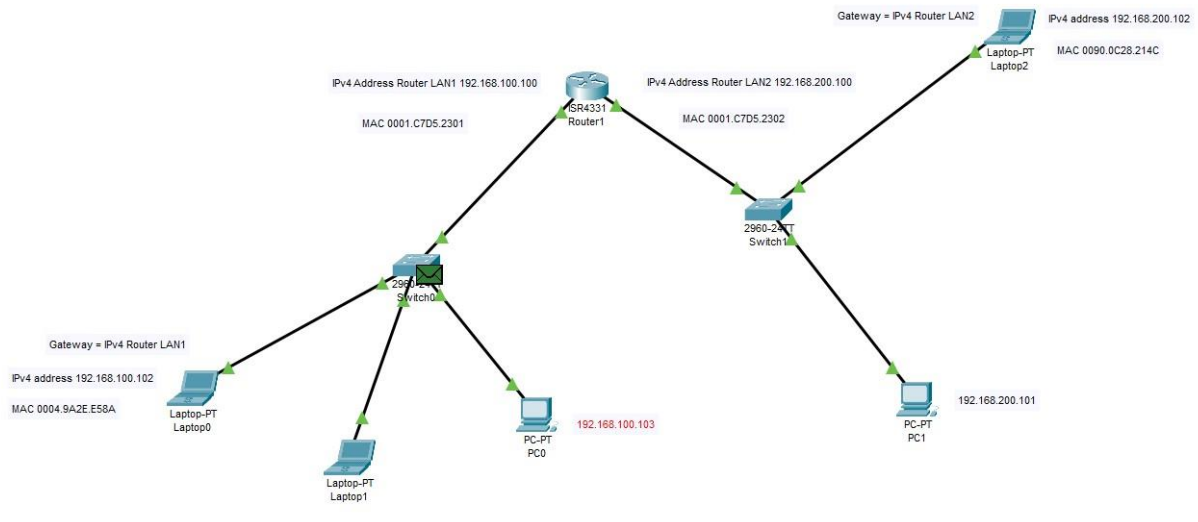 Gateway = IPv4 Router LAN2
IPv4 address 192.168.200.102
Laptop-PT
Laptop2
MAC 0090.0C28.214C
IPv4 Address Router LAN1 192.168.100.100
IPv4 Address Router LAN2 192.168.200.100
ISR4331
Router1
MAC 0001.C7D5.2301
MAC 0001.C7D5.2302
2960-24TT
Switch1
2960-24TT
Switch0
Gateway = IPv4 Router LAN1
IPv4 address 192.168.100.102
MAC 0004.9A2E.E58A
Laptop-PT
Laptop0
192.168.100.103
PC-PT
PC0
192.168.200.101
PC-PT
PC1
Laptop-PT
Laptop1